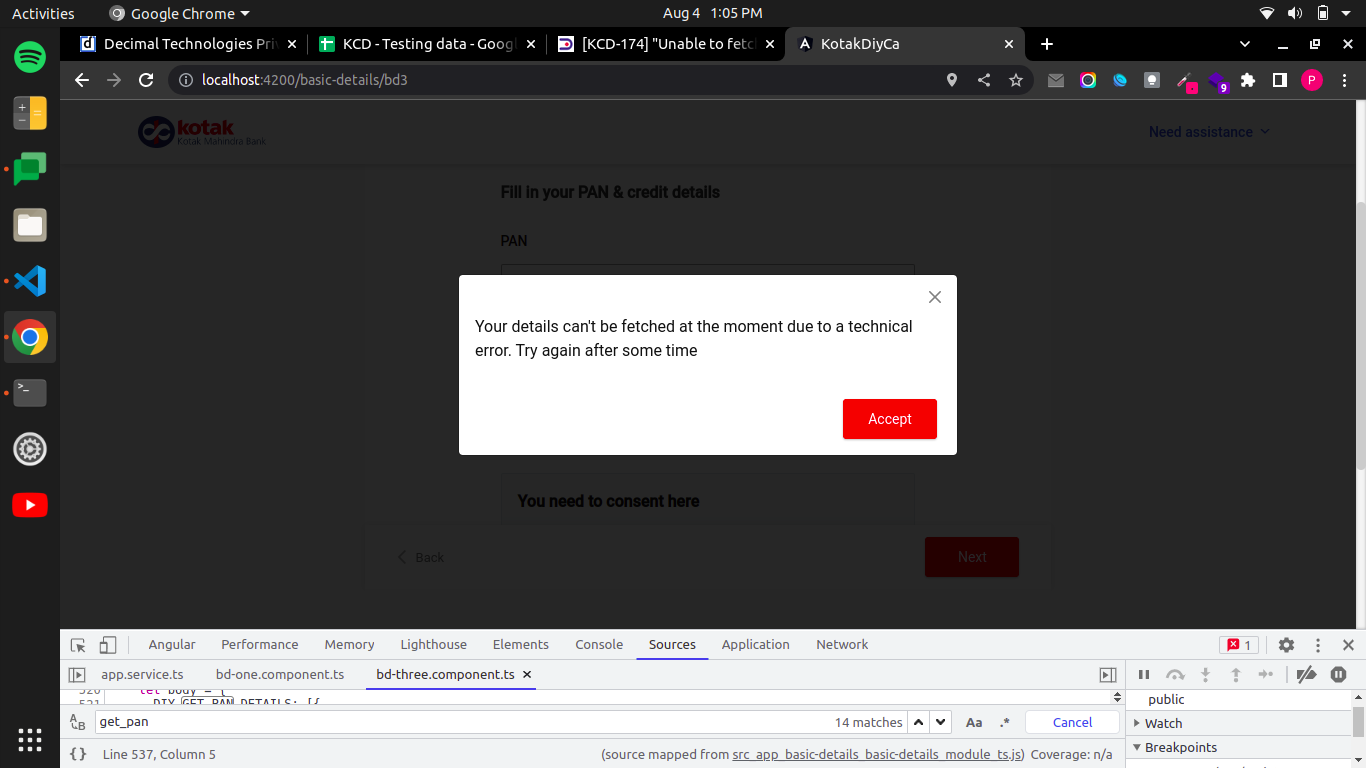 Activities
Google Chrome
Aug 4 1:05 PM
Decimal Technologies Priv
KCD - Testing data - Googl
[KCD-174] "Unable to fetc
KotakDiyCa
localhost:4200/basic-details/bd3
9
P
kotak
Kotak Mahindra Bank
Need assistance
Fill in your PAN & credit details
PAN
Your details can't be fetched at the moment due to a technical
error. Try again after some time
Accept
You need to consent here
Back
Next
Angular Performance Memory Lighthouse Elements Console Sources Application Network
1
app.service.ts bd-one.component.ts bd-three.component.ts
520 let body = {
521 DIY_GET_PAN_DETAILS: [{
public
get_pan
14 matches
Aa .*
Cancel
Watch
{} Line 537, Column 5
(source mapped from src_app_basic-details_basic-details_module_ts.js) Coverage: n/a
Breakpoints